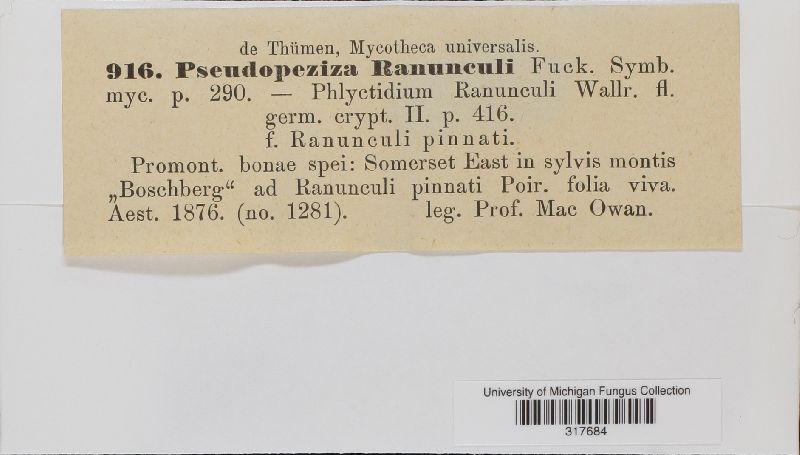 de Thümen, Mycotheca universalis.
916. Pseudopeziza Ranunculi Fuck. Symb.
myc. p. 290. — Phlyctidium Ranunculi Wallr. fl.
germ. crypt. II. p. 416.
f. Ranunculi pinnati.
Promont. bonae spei: Somerset East in sylvis montis
„Boschberg“ ad Ranunculi pinnati Poir. folia viva.
Aest. 1876. (no. 1281). leg. Prof. Mac Owan.
University of Michigan Fungus Collection
317684